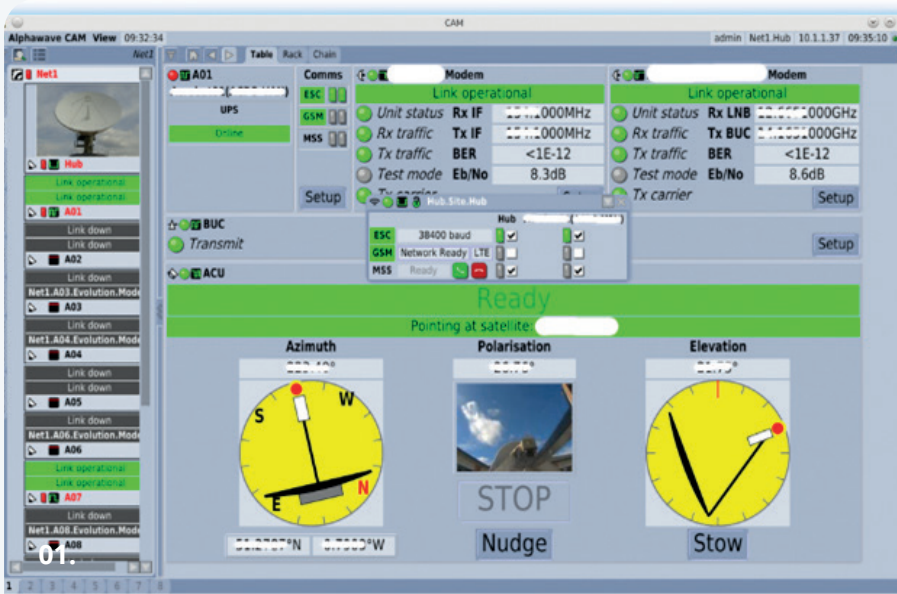 CAM
Alphawave CAM View 09:32:34
admin Net1.Hub 10.1.1.37 09:35:10
Net1
Table Rack Chain
Net1
Hub
Link operational
Link operational
A01
Link down
Link down
A02
Link down
Net1.A03.Evolution.Mode
A03
Link down
Net1.A04.Evolution.Mode
A04
Link down
Link down
A05
Link down
Net1.A06.Evolution.Mode
A06
Link operational
Link operational
A07
Link down
Net1.A08.Evolution.Mode
A08
01.
1 2 3 4 5 6 7 8
A01
UPS
Online
Comms
ESC
GSM
MSS
Setup
Modem
Link operational
Unit status Rx IF 1000MHz
Rx traffic Tx IF 1000MHz
Tx traffic BER <1E-12
Test mode Eb/No 8.3dB
Tx carrier
Modem
Link operational
Unit status Rx LNB 1000GHz
Rx traffic Tx BUC 1000GHz
Tx traffic BER <1E-12
Test mode Eb/No 8.6dB
Tx carrier Setup
Hub.Site.Hub
Hub
ESC 38400 baud
GSM Network Ready LTE
MSS Ready
BUC
Transmit
Setup
ACU
Ready
Pointing at satellite:
Azimuth
S W
E N
°N °W
Polarisation
STOP
Nudge
Elevation
Stow